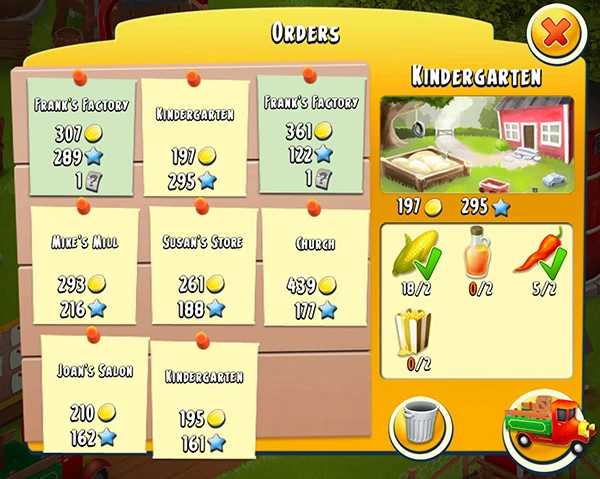 ORDERS
FRANK'S FACTORY
307
289
1
KINDERGARTEN
197
295
FRANK'S FACTORY
361
122
1
MIKE'S MILL
293
216
SUSAN'S STORE
261
188
CHURCH
439
177
JOAN'S SALON
210
162
KINDERGARTEN
195
161
KINDERGARTEN
197 295
18/2 0/2 5/2
0/2